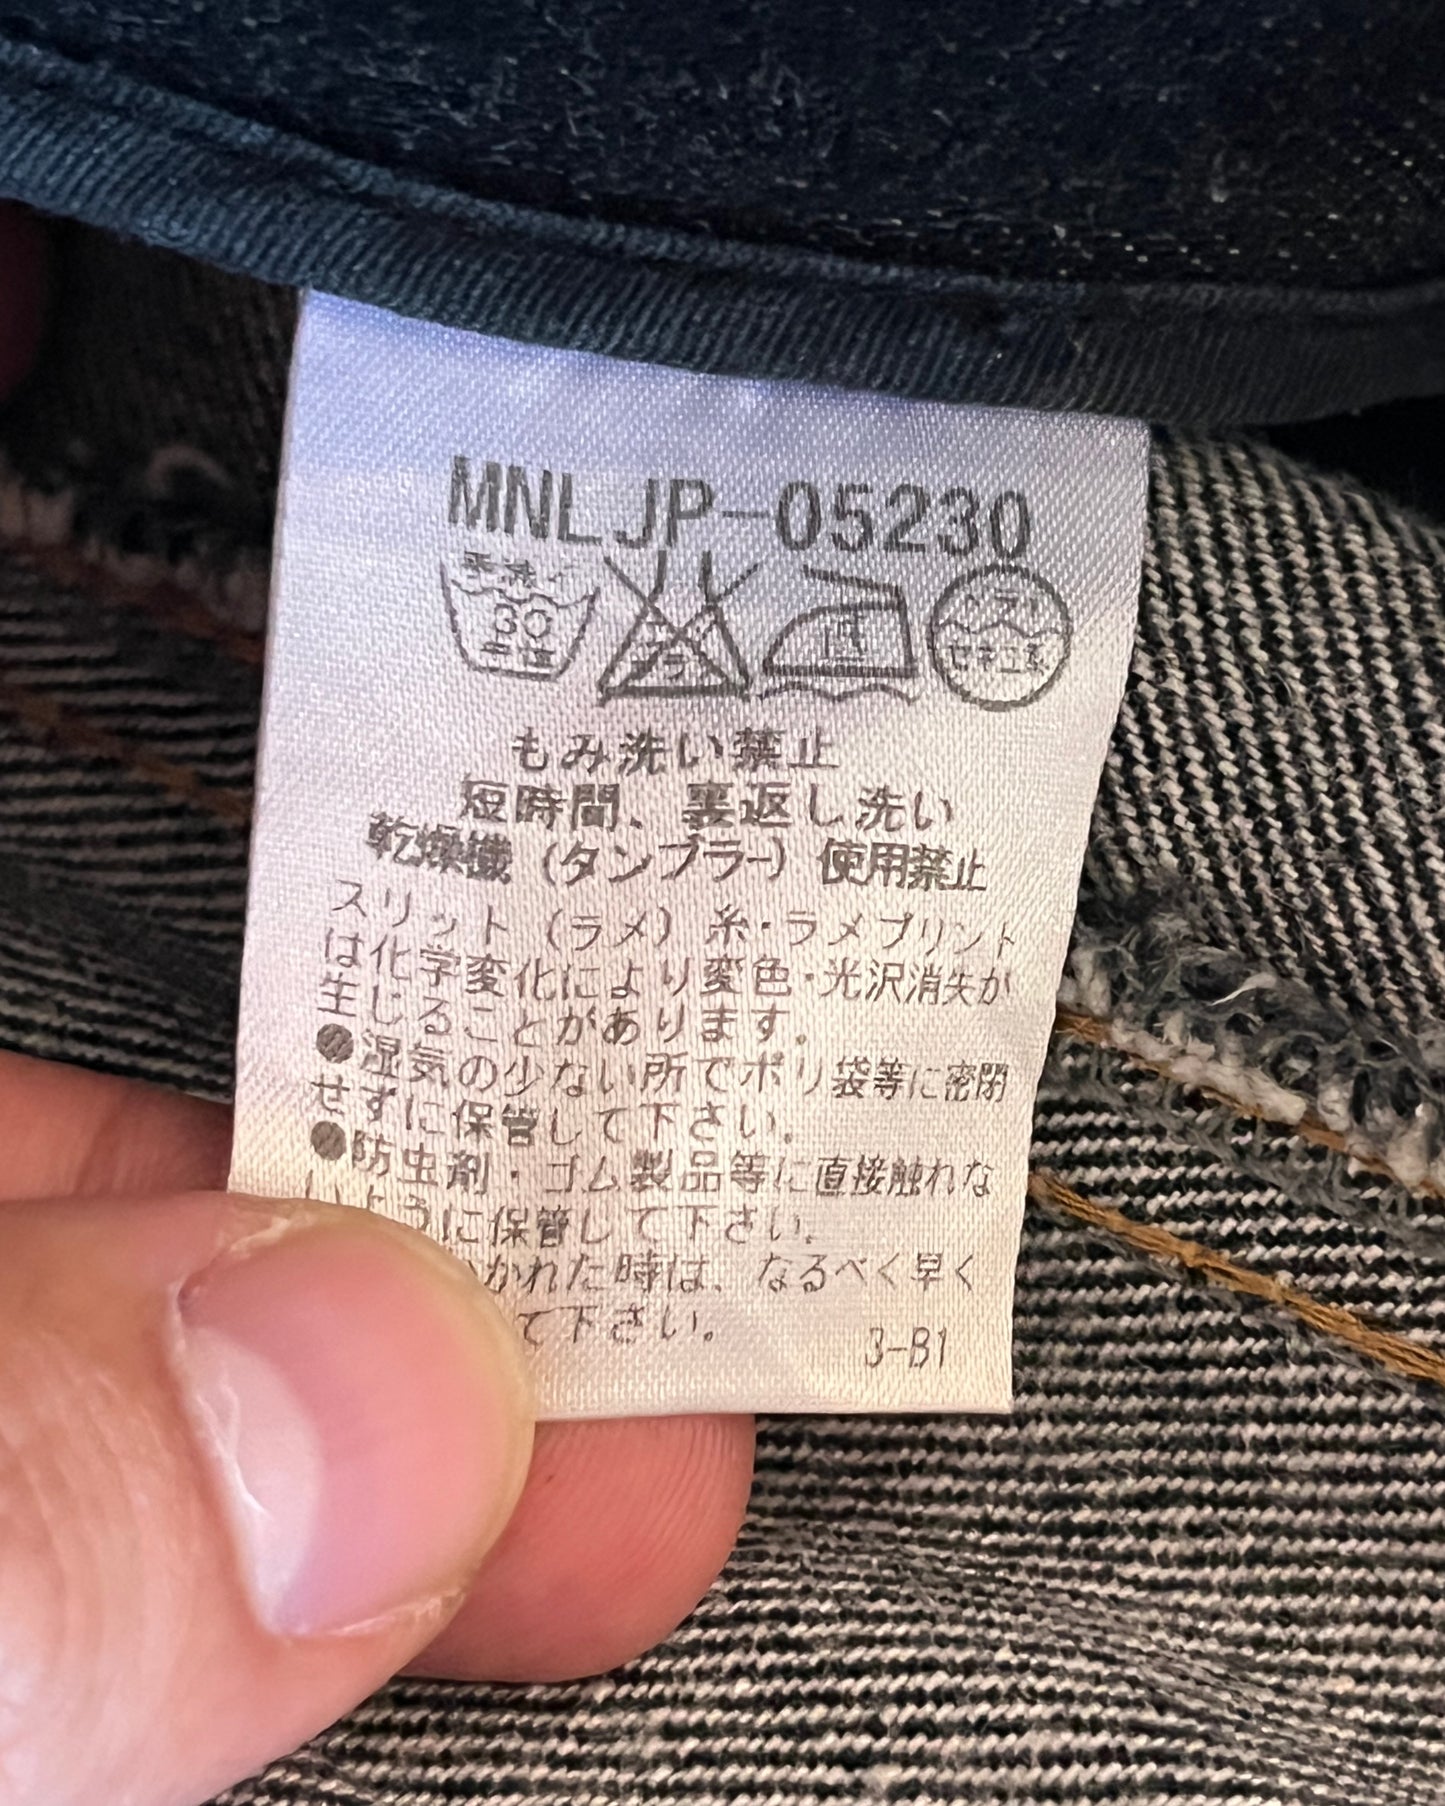 MNLJP-05230
手洗イ 30 中性
エンソ サラシ
中
ドライ セキユ系
もみ洗い禁止
短時間、裏返し洗い
乾燥機(タンブラー)使用禁止
スリット(ラメ)糸・ラメプリント
は化学変化により変色・光沢消失が
生じることがあります。
●湿気の少ない所でポリ袋等に密閉
せずに保管して下さい。
●防虫剤・ゴム製品等に直接触れな
いように保管して下さい。
かれた時は、なるべく早く
て下さい。
3-B1